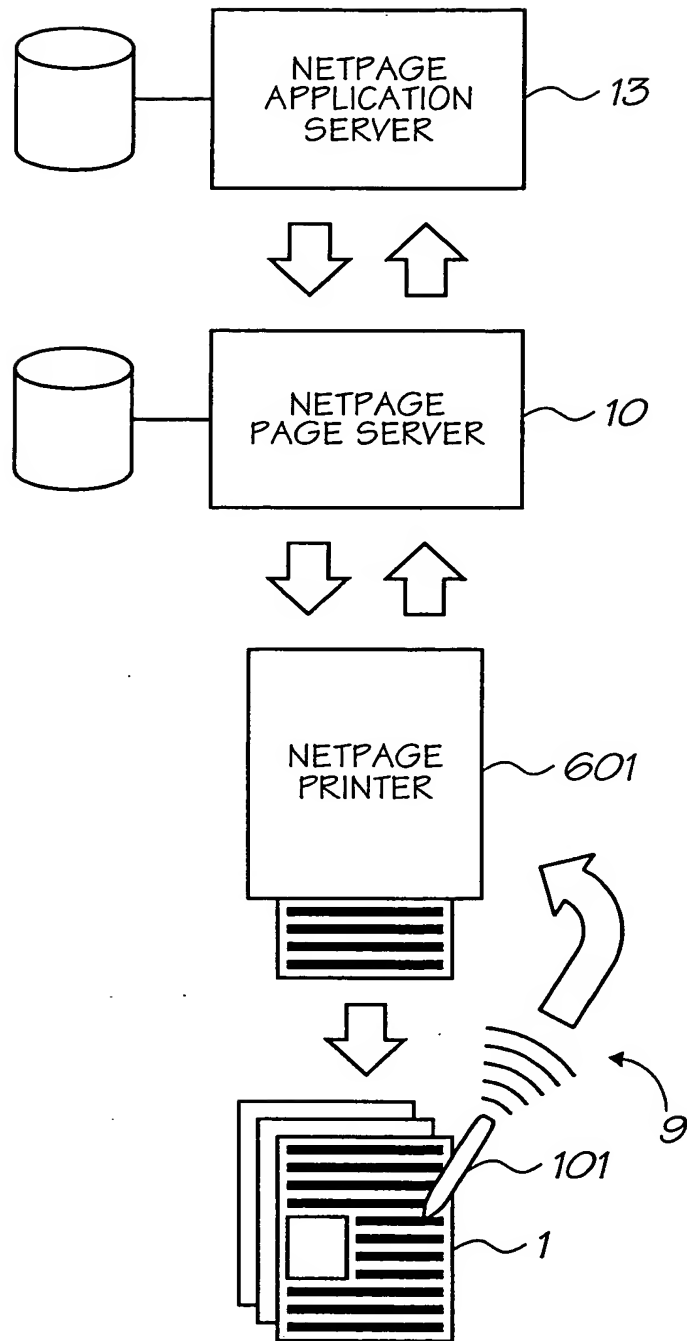 NETPAGE
APPLICATION
SERVER
13
NETPAGE
PAGE SERVER
10
NETPAGE
PRINTER
601
9
101
1